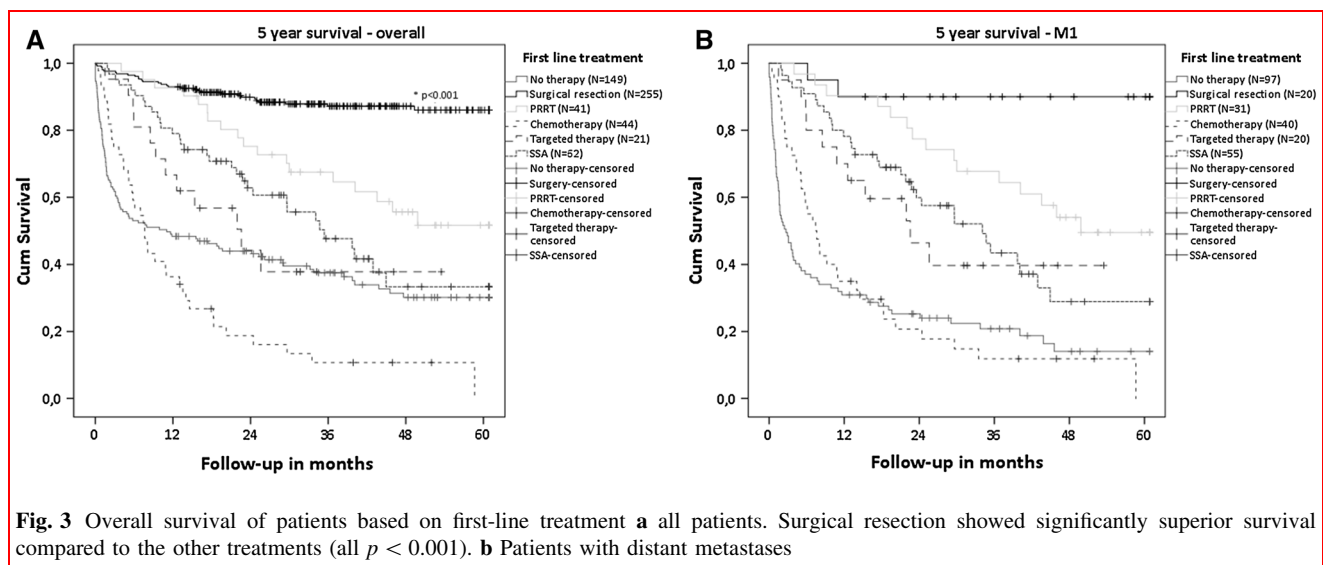 A
5 year survival - overall
Cum Survival
1,0
0,8
0,6
0,4
0,2
0,0
* p<0.001
0 12 24 36 48 60
Follow-up in months
First line treatment
No therapy (N=149)
Surgical resection (N=255)
PRRT (N=41)
Chemotherapy (N=44)
Targeted therapy (N=21)
SSA (N=62)
No therapy-censored
Surgery-censored
PRRT-censored
Chemotherapy-censored
Targeted therapy-
censored
SSA-censored
B
5 year survival - M1
Cum Survival
1,0
0,8
0,6
0,4
0,2
0,0
0 12 24 36 48 60
Follow-up in months
First line treatment
No therapy (N=97)
Surgical resection (N=20)
PRRT (N=31)
Chemotherapy (N=40)
Targeted therapy (N=20)
SSA (N=55)
No therapy-censored
Surgery-censored
PRRT-censored
Chemotherapy-censored
Targeted therapy-
censored
SSA-censored
Fig. 3 Overall survival of patients based on first-line treatment a all patients. Surgical resection showed significantly superior survival
compared to the other treatments (all p < 0.001). b Patients with distant metastases